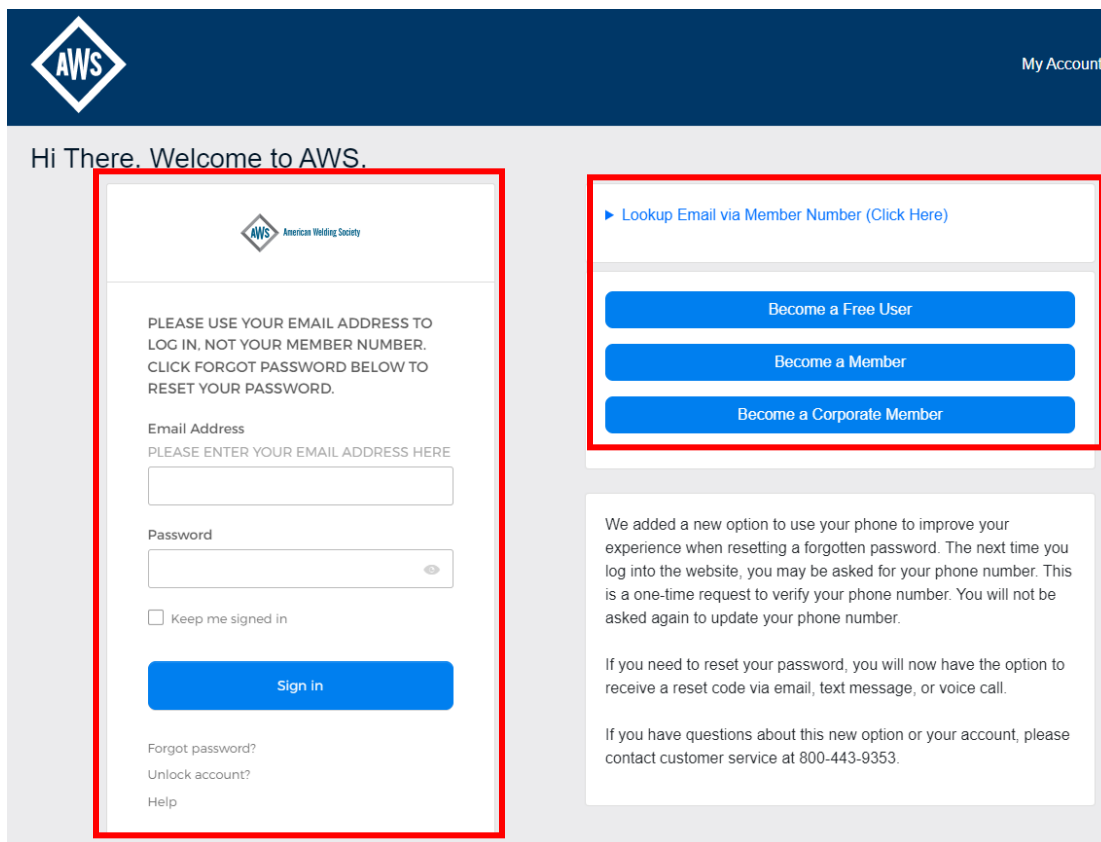 AWS
My Account
Hi There. Welcome to AWS.
AWS American Welding Society
PLEASE USE YOUR EMAIL ADDRESS TO
LOG IN, NOT YOUR MEMBER NUMBER.
CLICK FORGOT PASSWORD BELOW TO
RESET YOUR PASSWORD.
Email Address
PLEASE ENTER YOUR EMAIL ADDRESS HERE
Password
Keep me signed in
Sign in
Forgot password?
Unlock account?
Help
Lookup Email via Member Number (Click Here)
Become a Free User
Become a Member
Become a Corporate Member
We added a new option to use your phone to improve your
experience when resetting a forgotten password. The next time you
log into the website, you may be asked for your phone number. This
is a one-time request to verify your phone number. You will not be
asked again to update your phone number.
If you need to reset your password, you will now have the option to
receive a reset code via email, text message, or voice call.
If you have questions about this new option or your account, please
contact customer service at 800-443-9353.